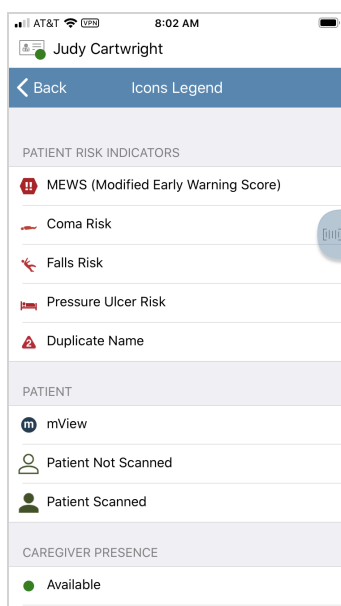 AT&T VPN 8:02 AM
Judy Cartwright
Back Icons Legend
PATIENT RISK INDICATORS
!! MEWS (Modified Early Warning Score)
Coma Risk
Falls Risk
Pressure Ulcer Risk
2 Duplicate Name
PATIENT
m mView
Patient Not Scanned
Patient Scanned
CAREGIVER PRESENCE
Available